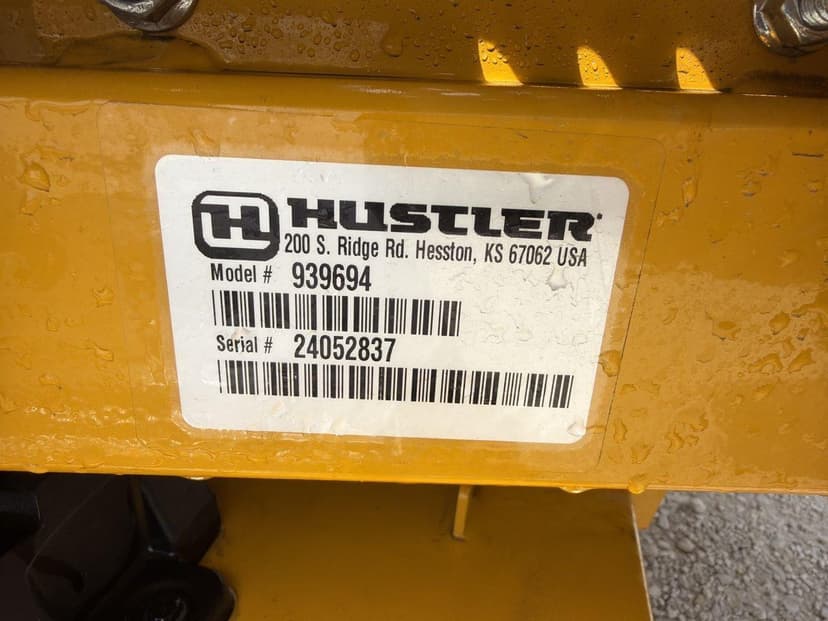 H HUSTLER
200 S. Ridge Rd. Hesston, KS 67062 USA
Model # 939694
Serial # 24052837